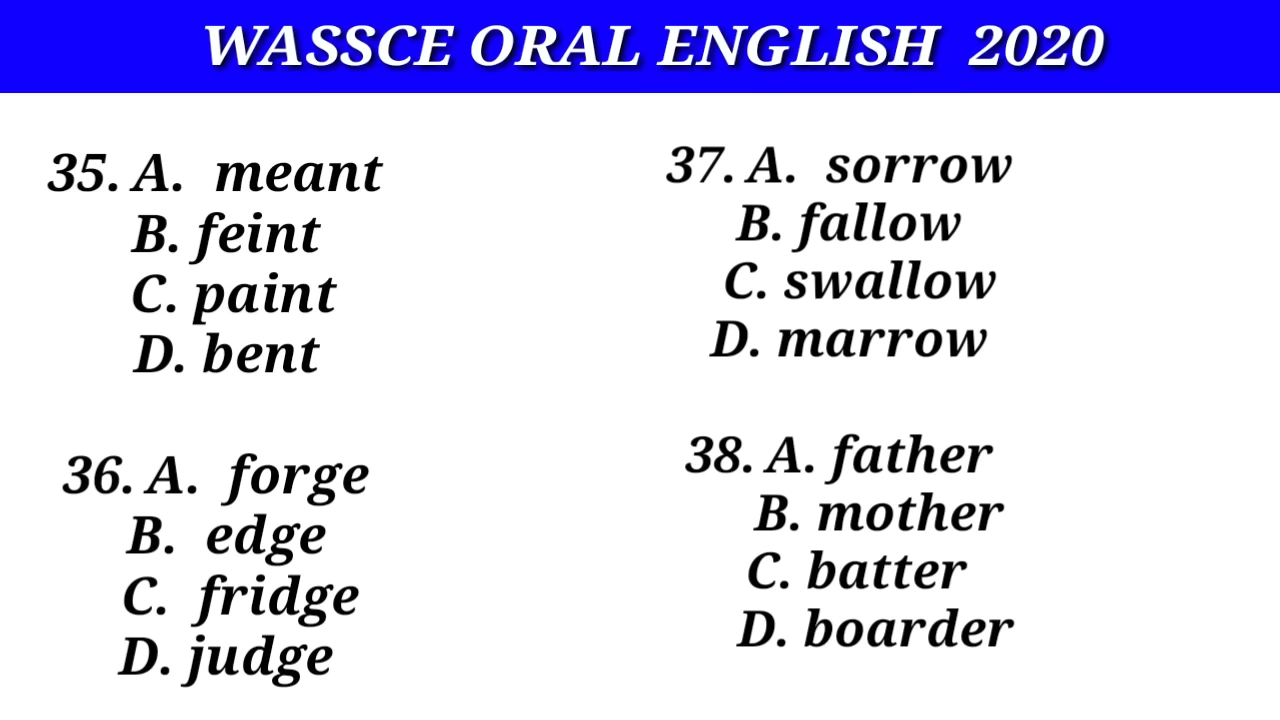 WASSCE ORAL ENGLISH 2020
35. A. meant
B. feint
C. paint
D. bent
36. A. forge
B. edge
C. fridge
D. judge
37. A. sorrow
B. fallow
C. swallow
D. marrow
38. A. father
B. mother
C. batter
D. boarder